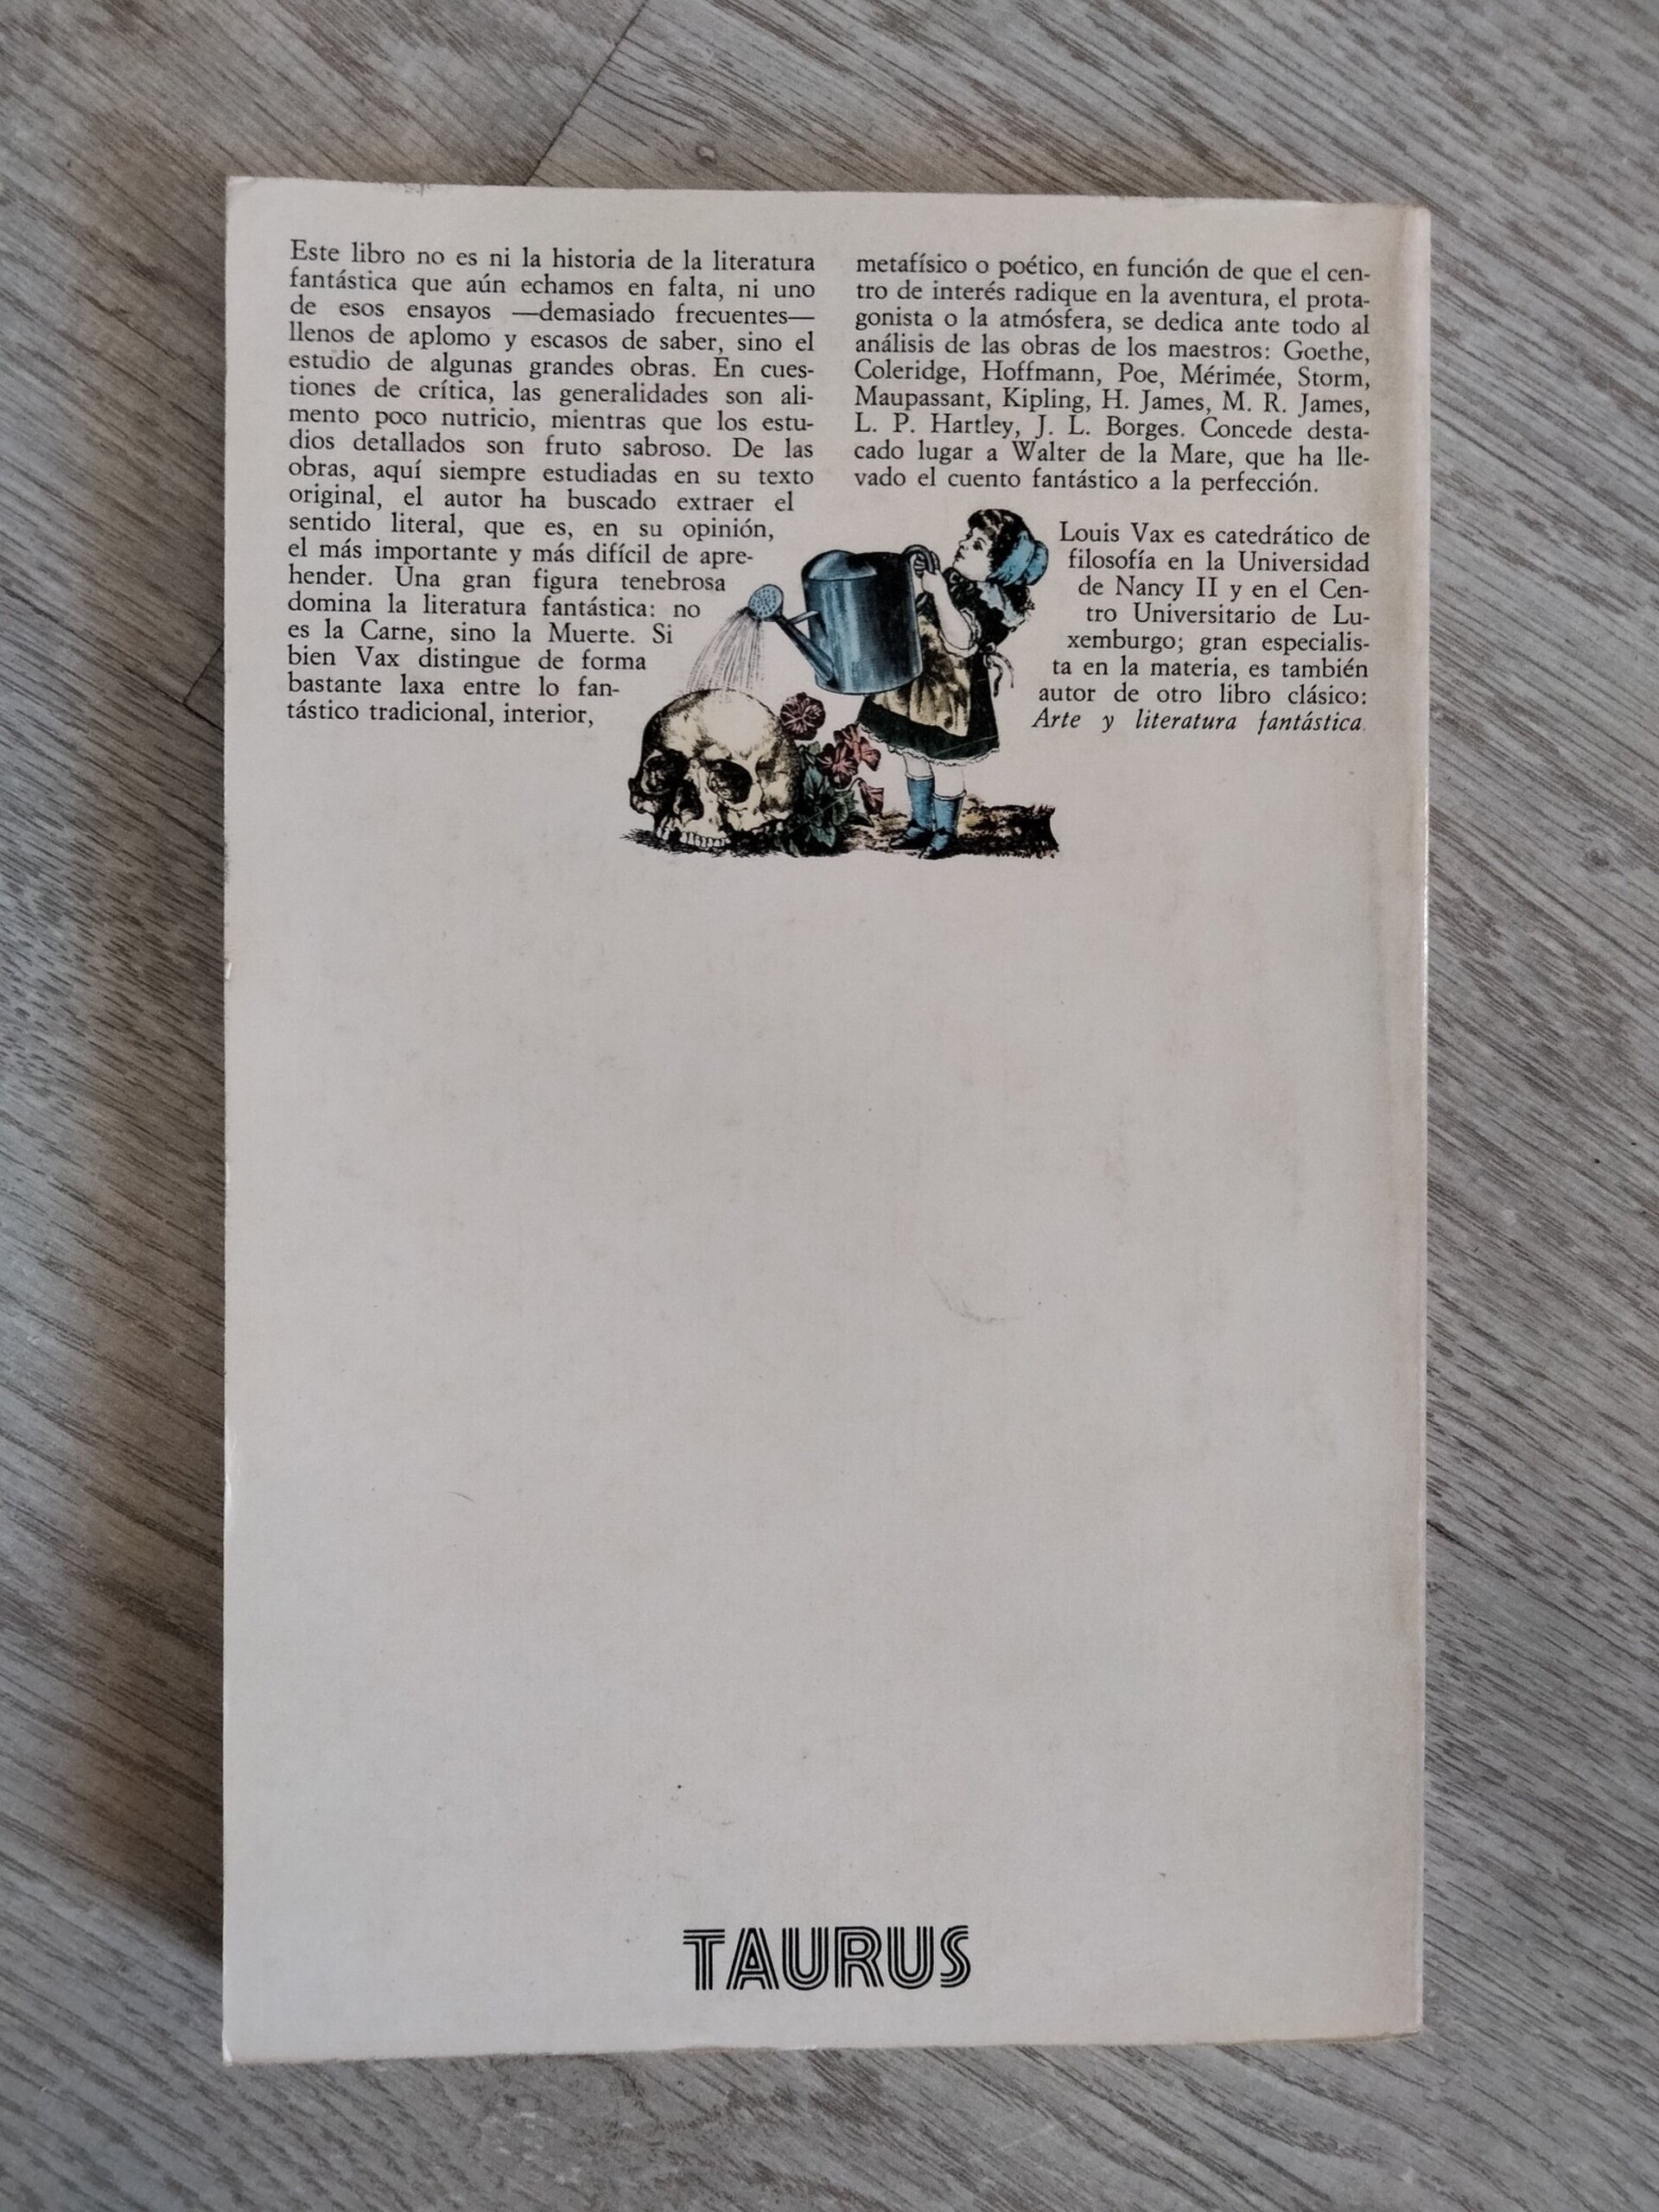 Este libro no es ni la historia de la literatura
fantástica que aún echamos en falta, ni uno
de esos ensayos —demasiado frecuentes—
llenos de aplomo y escasos de saber, sino el
estudio de algunas grandes obras. En cues-
tiones de crítica, las generalidades son ali-
mento poco nutricio, mientras que los estu-
dios detallados son fruto sabroso. De las
obras, aquí siempre estudiadas en su texto
original, el autor ha buscado extraer el
sentido literal, que es, en su opinión,
el más importante y más difícil de apre-
hender. Una gran figura tenebrosa
domina la literatura fantástica: no
es la Carne, sino la Muerte. Si
bien Vax distingue de forma
bastante laxa entre lo fan-
tástico tradicional, interior,
metafísico o poético, en función de que el cen-
tro de interés radique en la aventura, el prota-
gonista o la atmósfera, se dedica ante todo al
análisis de las obras de los maestros: Goethe,
Coleridge, Hoffmann, Poe, Mérimée, Storm,
Maupassant, Kipling, H. James, M. R. James,
L. P. Hartley, J. L. Borges. Concede desta-
cado lugar a Walter de la Mare, que ha lle-
vado el cuento fantástico a la perfección.
Louis Vax es catedrático de
filosofía en la Universidad
de Nancy II y en el Cen-
tro Universitario de Lu-
xemburgo; gran especialis-
ta en la materia, es también
autor de otro libro clásico:
Arte y literatura fantástica.
TAURUS